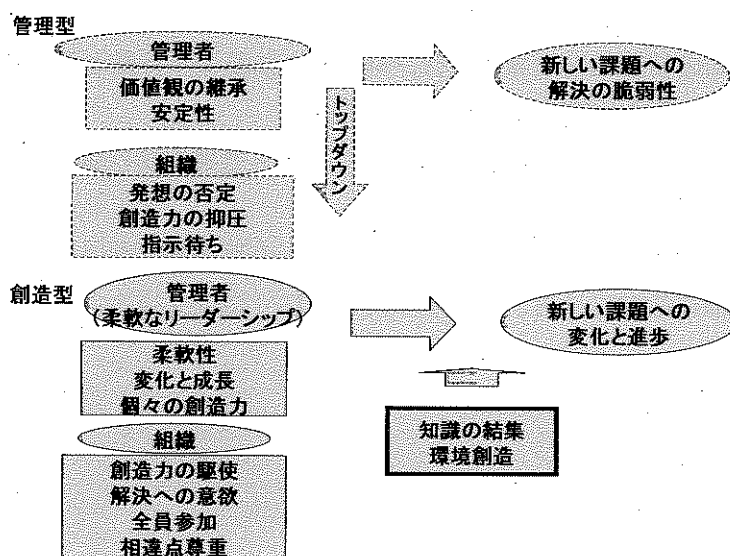 管理型
管理者
価値観の継承
安定性
新しい課題への
解決の脆弱性
トップダウン
組織
発想の否定
創造力の抑圧
指示待ち
創造型
管理者
(柔軟なリーダーシップ)
新しい課題への
変化と進歩
柔軟性
変化と成長
個々の創造力
知識の結集
環境創造
組織
創造力の駆使
解決への意欲
全員参加
相違点尊重